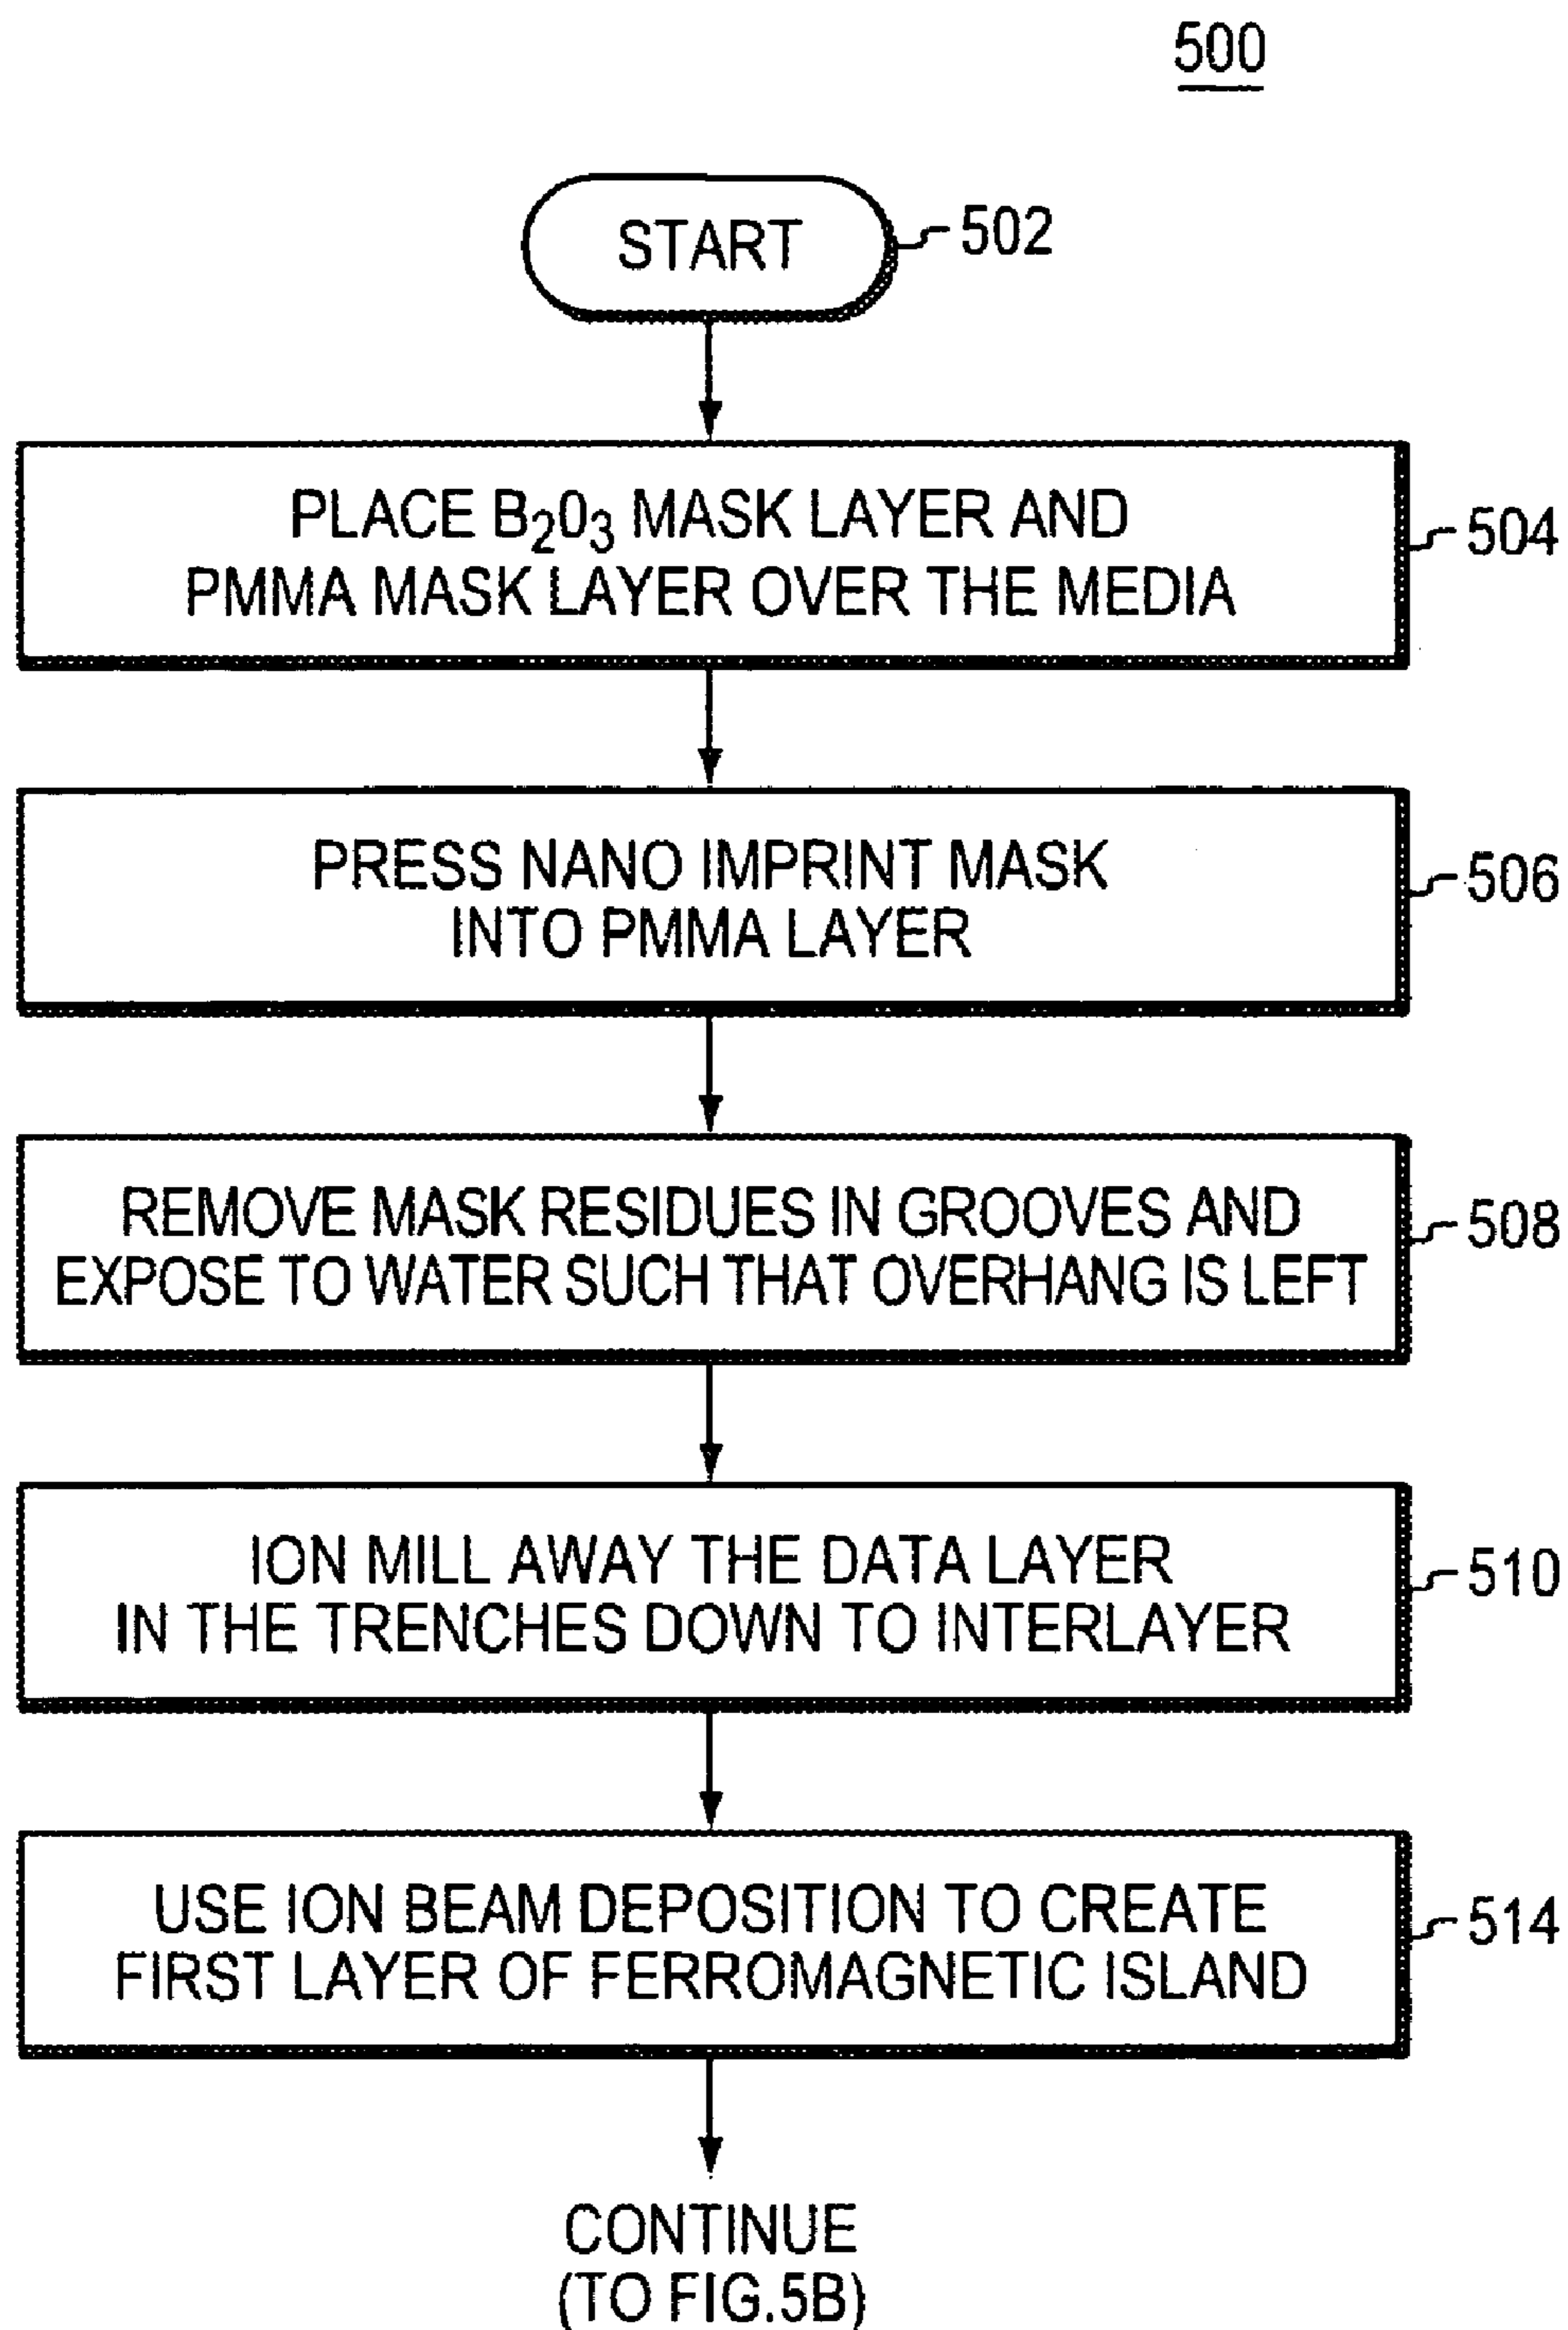 500
START
502
PLACE B₂O₃ MASK LAYER AND
PMMA MASK LAYER OVER THE MEDIA
504
PRESS NANO IMPRINT MASK
INTO PMMA LAYER
506
REMOVE MASK RESIDUES IN GROOVES AND
EXPOSE TO WATER SUCH THAT OVERHANG IS LEFT
508
ION MILL AWAY THE DATA LAYER
IN THE TRENCHES DOWN TO INTERLAYER
510
USE ION BEAM DEPOSITION TO CREATE
FIRST LAYER OF FERROMAGNETIC ISLAND
514
CONTINUE
(TO FIG.5B)